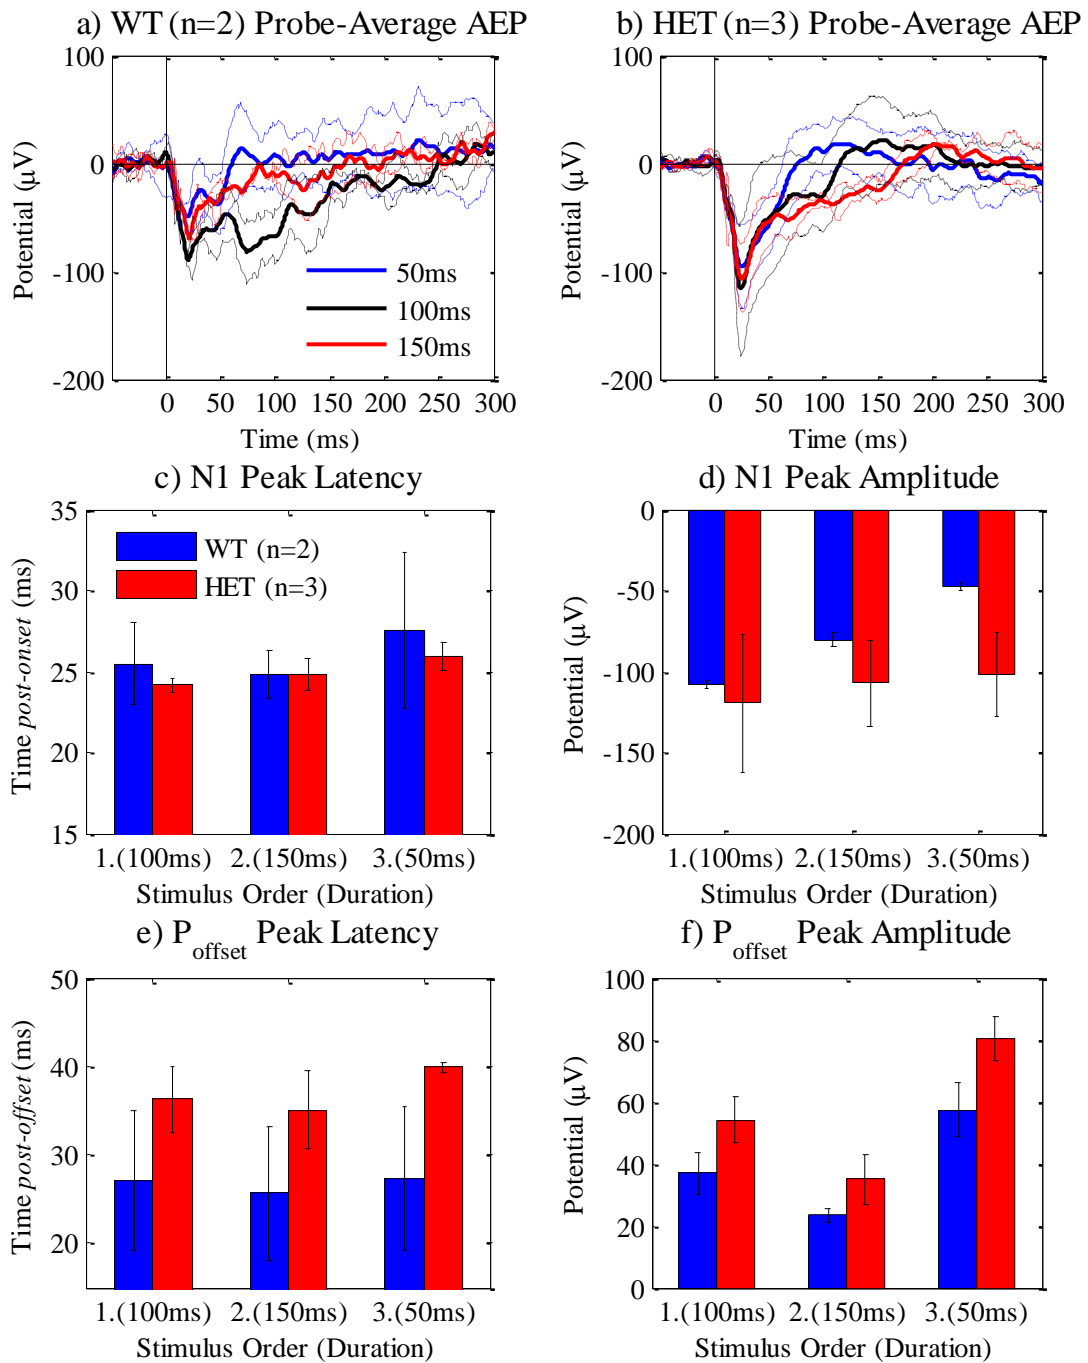 a) WT (n=2) Probe-Average AEP
b) HET (n=3) Probe-Average AEP
Potential (µV)
100
0
-100
-200
50ms
100ms
150ms
0 50 100 150 200 250 300
Time (ms)
Potential (µV)
100
0
-100
-200
0 50 100 150 200 250 300
Time (ms)
c) N1 Peak Latency
Time post-onset (ms)
35
30
25
20
15
WT (n=2)
HET (n=3)
1.(100ms) 2.(150ms) 3.(50ms)
Stimulus Order (Duration)
d) N1 Peak Amplitude
Potential (µV)
0
-50
-100
-150
-200
1.(100ms) 2.(150ms) 3.(50ms)
Stimulus Order (Duration)
e) Poffset Peak Latency
Time post-offset (ms)
50
40
30
20
1.(100ms) 2.(150ms) 3.(50ms)
Stimulus Order (Duration)
f) Poffset Peak Amplitude
Potential (µV)
100
80
60
40
20
0
1.(100ms) 2.(150ms) 3.(50ms)
Stimulus Order (Duration)